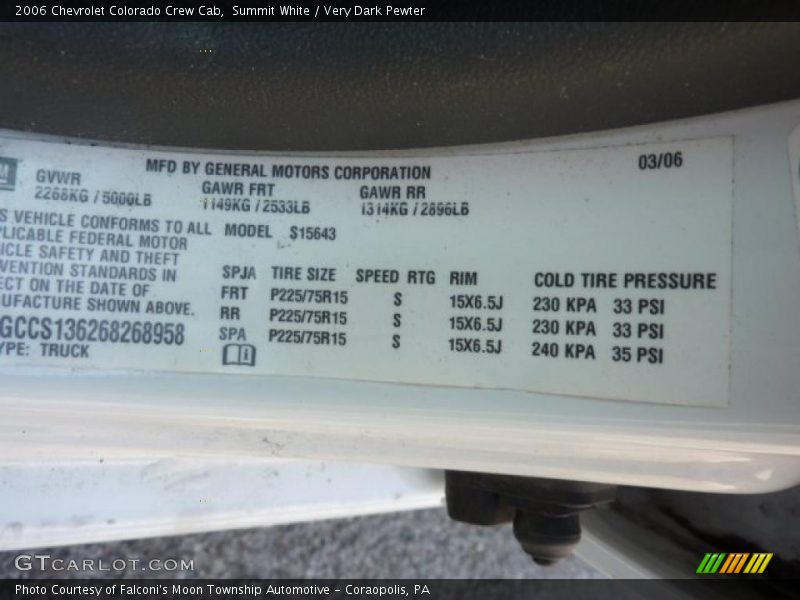 2006 Chevrolet Colorado Crew Cab, Summit White / Very Dark Pewter
MFD BY GENERAL MOTORS CORPORATION 03/06
GVWR GAWR FRT GAWR RR
2268KG / 5000LB 1149KG / 2533LB 1314KG / 2896LB
S VEHICLE CONFORMS TO ALL MODEL S15643
PLICABLE FEDERAL MOTOR
ICLE SAFETY AND THEFT
VENTION STANDARDS IN
ECT ON THE DATE OF
UFACTURE SHOWN ABOVE.
GCCS136268268958
YPE: TRUCK
SPJA TIRE SIZE SPEED RTG RIM COLD TIRE PRESSURE
FRT P225/75R15 S 15X6.5J 230 KPA 33 PSI
RR P225/75R15 S 15X6.5J 230 KPA 33 PSI
SPA P225/75R15 S 15X6.5J 240 KPA 35 PSI
GTCARLOT.COM
Photo Courtesy of Falconi's Moon Township Automotive – Coraopolis, PA